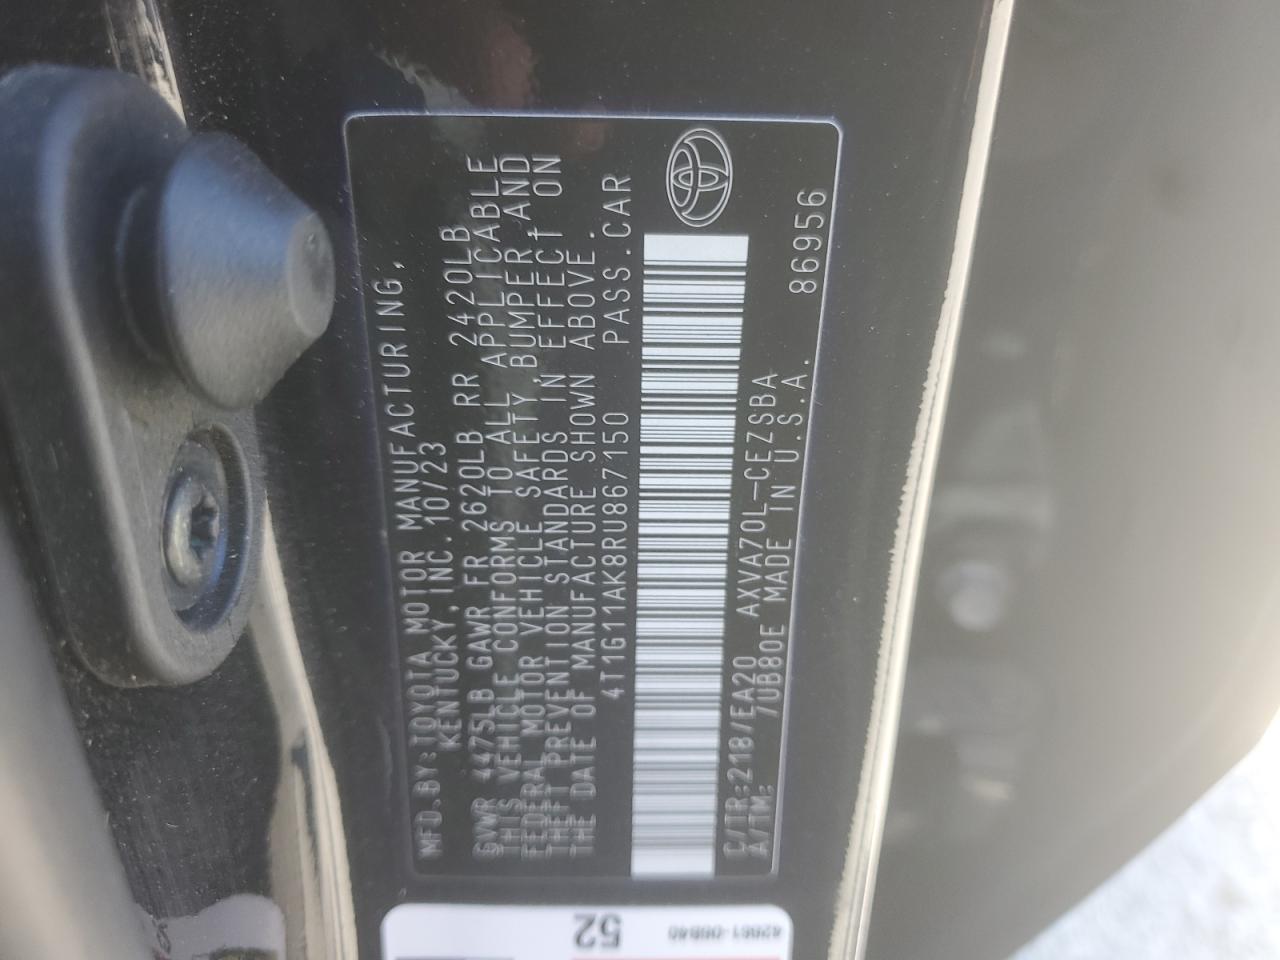 MFD.BY:TOYOTA MOTOR MANUFACTURING,
KENTUCKY,INC. 10/23
GVWR 4475LB GAWR FR 2620LB RR 2420LB
THIS VEHICLE CONFORMS TO ALL APPLICABLE
FEDERAL MOTOR VEHICLE SAFETY,BUMPER,AND
THEFT PREVENTION STANDARDS IN EFFECT ON
THE DATE OF MANUFACTURE SHOWN ABOVE.
4T1G11AK8RU867150 PASS.CAR
C/TR:218/EA20 AXVA70L-CEZSBA
A/TM: /UB80E MADE IN U.S.A.
86956
52